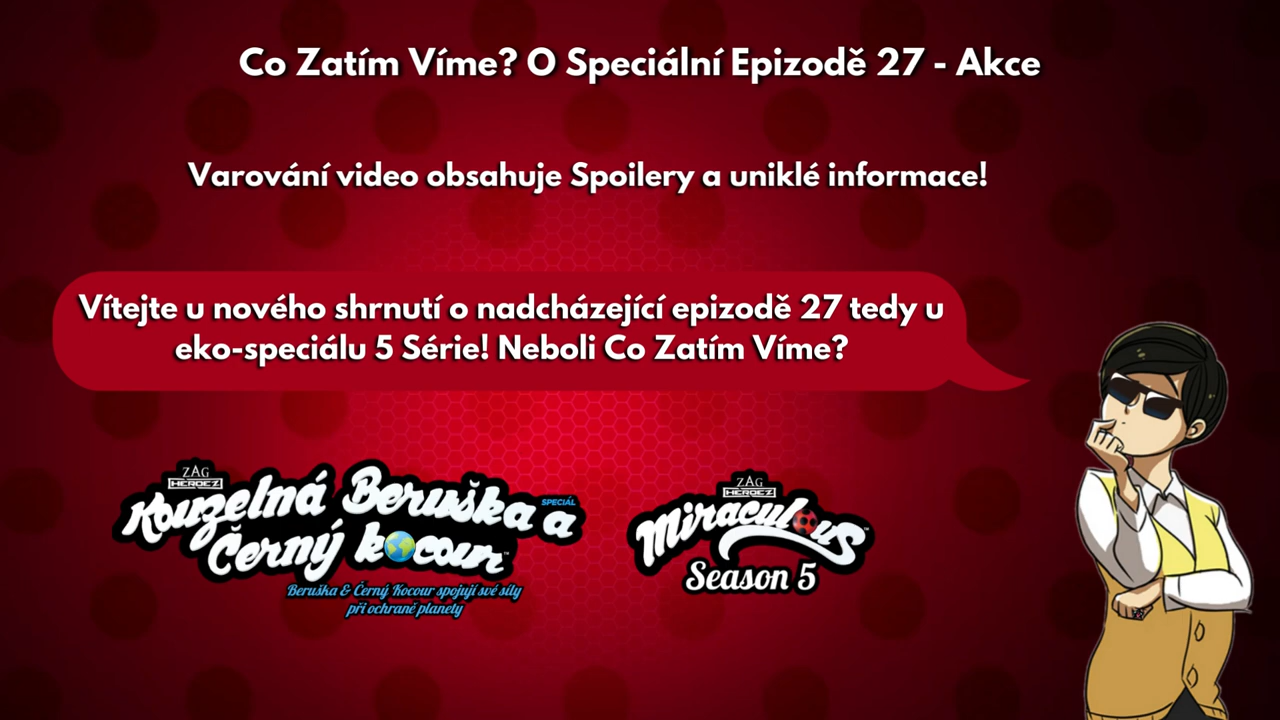 Co Zatím Víme? O Speciální Epizodě 27 - Akce
Varování video obsahuje Spoilery a uniklé informace!
Vítejte u nového shrnutí o nadcházející epizodě 27 tedy u
eko-speciálu 5 Série! Neboli Co Zatím Víme?
ZAG
HEROEZ
Kouzelná Beruška a
SPECIÁL
Černý kocour™
Beruška & Černý Kocour spojují své síly
při ochraně planety
ZAG
HEROEZ
Miraculous™
Season 5